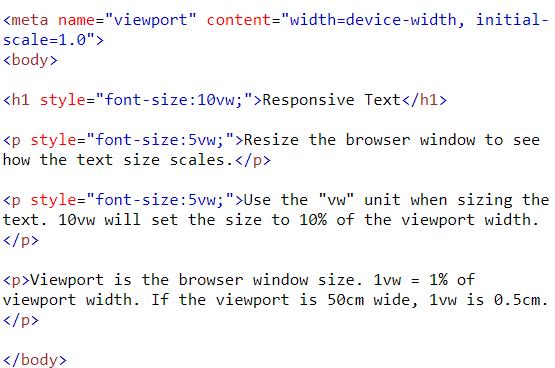 <meta name="viewport" content="width=device-width, initial-
scale=1.0">
<body>
<h1 style="font-size:10vw;">Responsive Text</h1>
<p style="font-size:5vw;">Resize the browser window to see
how the text size scales.</p>
<p style="font-size:5vw;">Use the "vw" unit when sizing the
text. 10vw will set the size to 10% of the viewport width.
</p>
<p>Viewport is the browser window size. 1vw = 1% of
viewport width. If the viewport is 50cm wide, 1vw is 0.5cm.
</p>
</body>